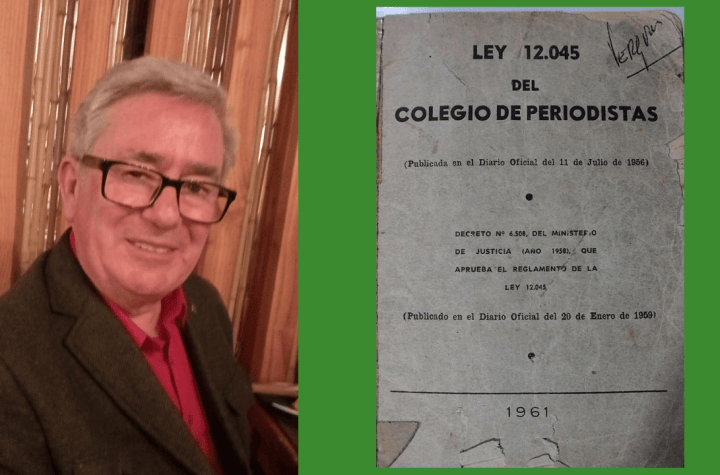 LEY 12.045
DEL
COLEGIO DE PERIODISTAS
(Publicada en el Diario Oficial del 11 de Julio de 1956)
DECRETO Nº 6.508, DEL MINISTERIO
DE JUSTICIA (AÑO 1958), QUE
APRUEBA EL REGLAMENTO DE LA
LEY 12.045
(Publicado en el Diario Oficial del 20 de Enero de 1959)
1961